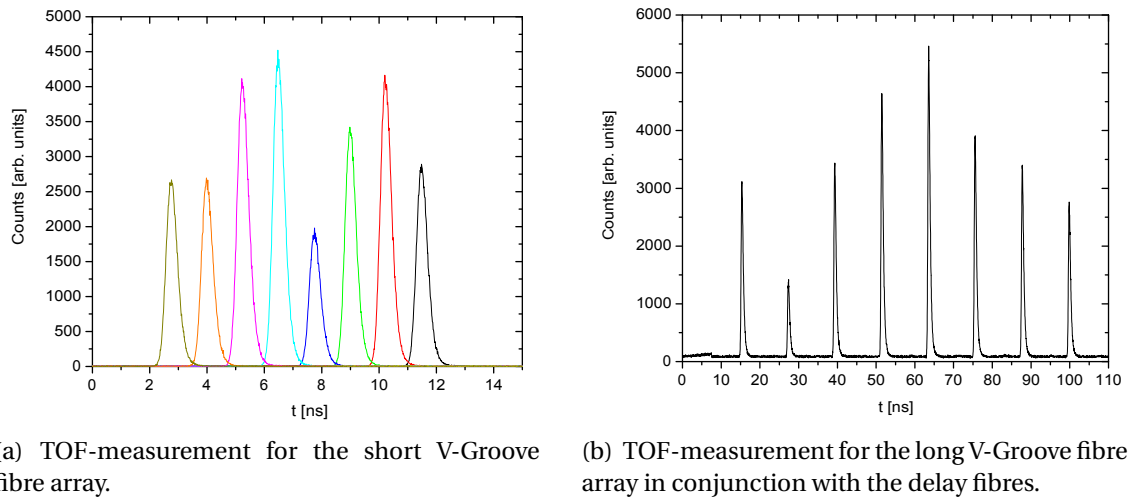 5000
4500
4000
3500
3000
2500
2000
1500
1000
500
0
Counts [arb. units]
0 2 4 6 8 10 12 14
t [ns]
6000
5000
4000
3000
2000
1000
0
Counts [arb. units]
0 10 20 30 40 50 60 70 80 90 100 110
t [ns]
(a) TOF-measurement for the short V-Groove
fibre array.
(b) TOF-measurement for the long V-Groove fibre
array in conjunction with the delay fibres.